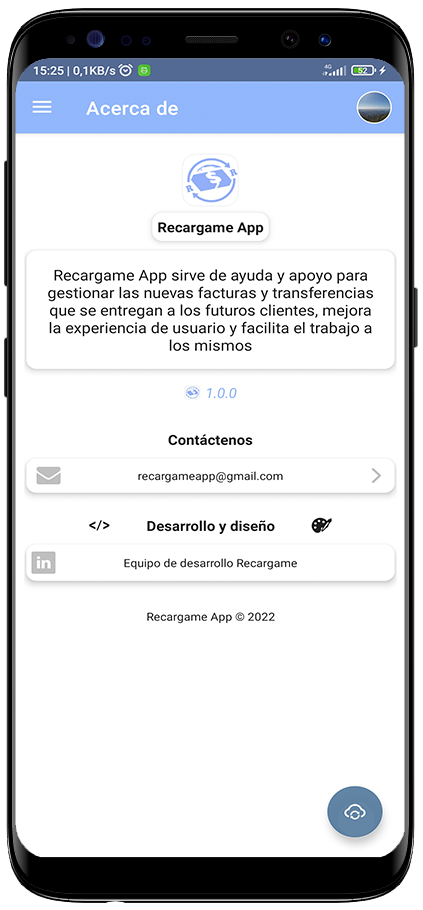 15:25 | 0,1KB/s
4G
52
Acerca de
R
R
Recargame App
Recargame App sirve de ayuda y apoyo para
gestionar las nuevas facturas y transferencias
que se entregan a los futuros clientes, mejora
la experiencia de usuario y facilita el trabajo a
los mismos
1.0.0
Contáctenos
recargameapp@gmail.com
</> Desarrollo y diseño
in Equipo de desarrollo Recargame
Recargame App © 2022